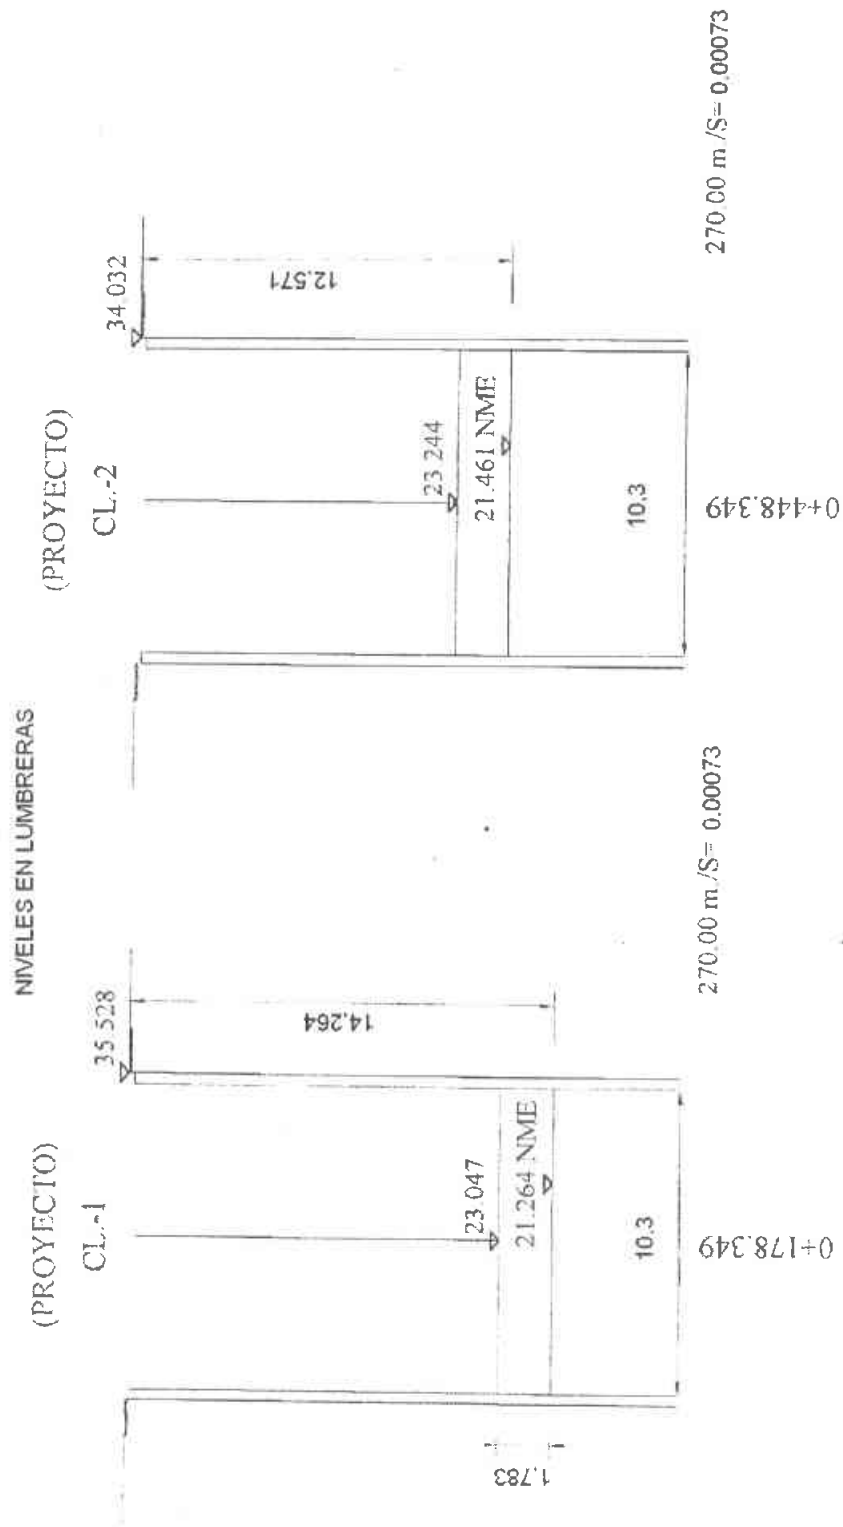 NIVELES EN LUMBRERAS
(PROYECTO)
CL.-1
35.528
14.264
23.047
21.264 NME
1.783
10.3
0+178.349
270.00 m./S= 0.00073
(PROYECTO)
CL.-2
34.032
12.571
23.244
21.461 NME
10.3
0+448.349
270.00 m./S= 0.00073